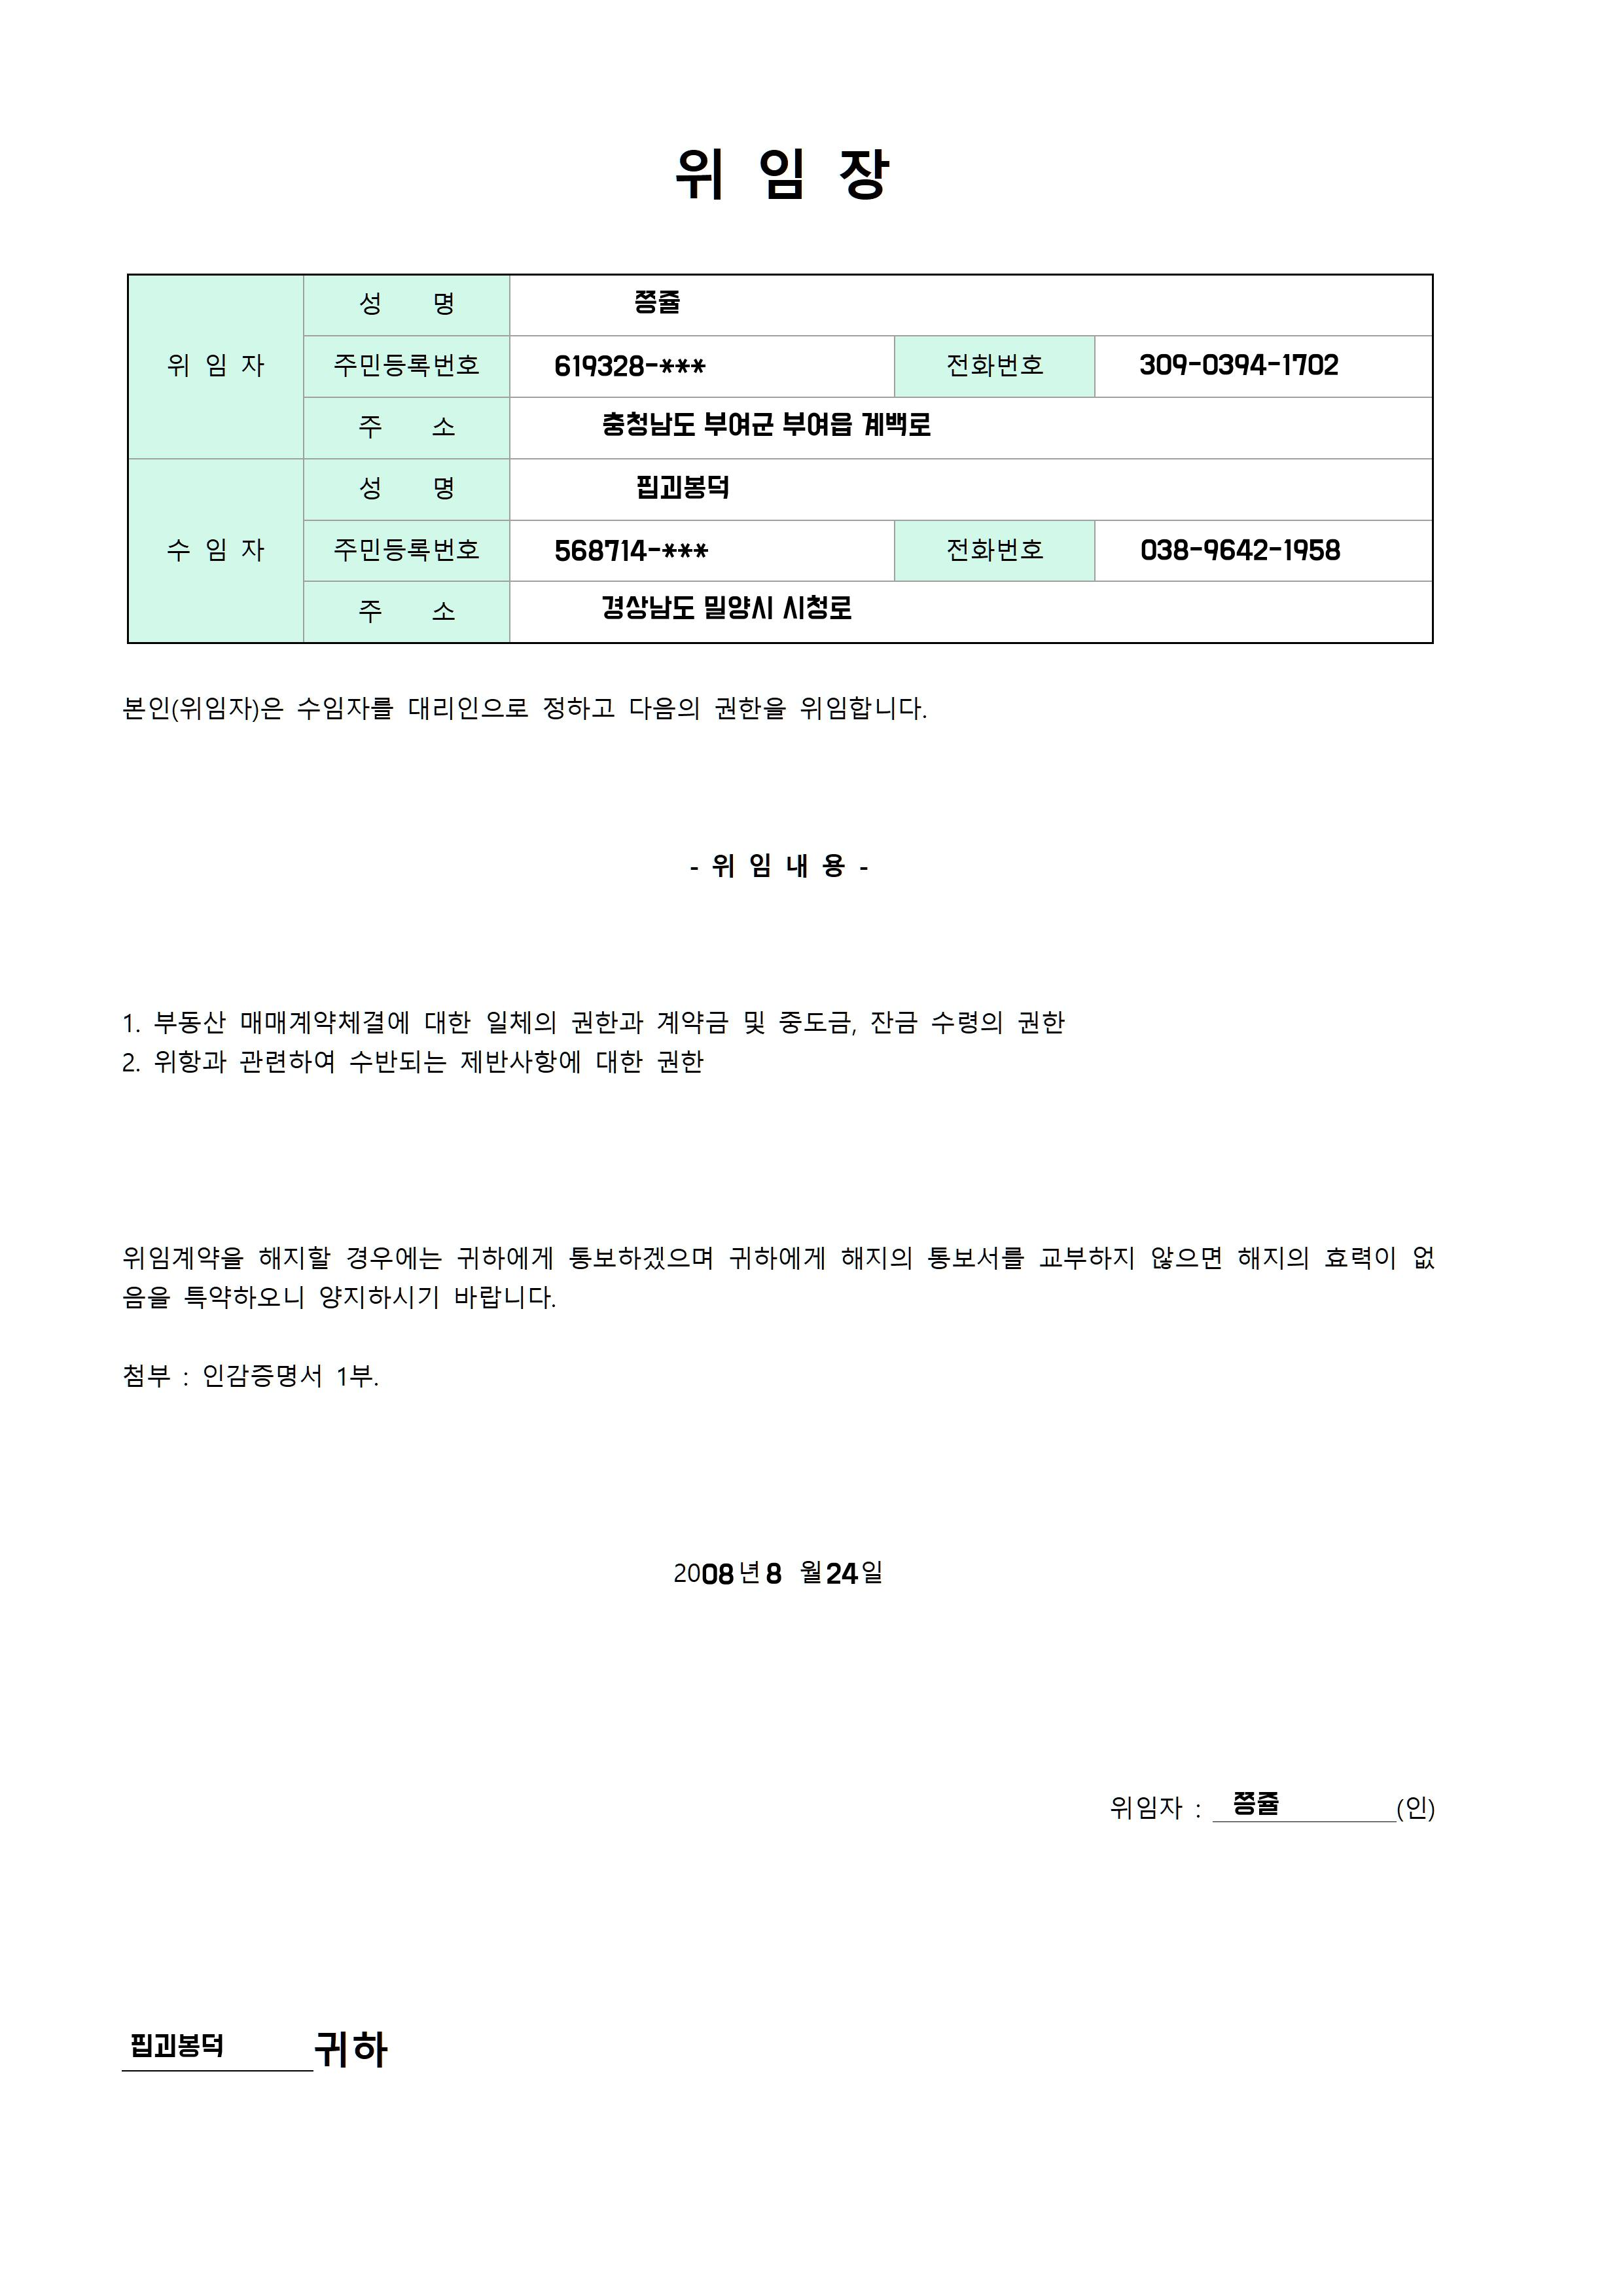 위 임 장
위 임 자
성 명 쯩쥴
주민등록번호 619328-*** 전화번호 309-0394-1702
주 소 충청남도 부여군 부여읍 계백로
수 임 자
성 명 핍괴봉덕
주민등록번호 568714-*** 전화번호 038-9642-1958
주 소 경상남도 밀양시 시청로
본인(위임자)은 수임자를 대리인으로 정하고 다음의 권한을 위임합니다.
- 위 임 내 용 -
1. 부동산 매매계약체결에 대한 일체의 권한과 계약금 및 중도금, 잔금 수령의 권한
2. 위항과 관련하여 수반되는 제반사항에 대한 권한
위임계약을 해지할 경우에는 귀하에게 통보하겠으며 귀하에게 해지의 통보서를 교부하지 않으면 해지의 효력이 없
음을 특약하오니 양지하시기 바랍니다.
첨부 : 인감증명서 1부.
2008년 8 월 24일
위임자 : 쯩쥴 (인)
핍괴봉덕 귀하